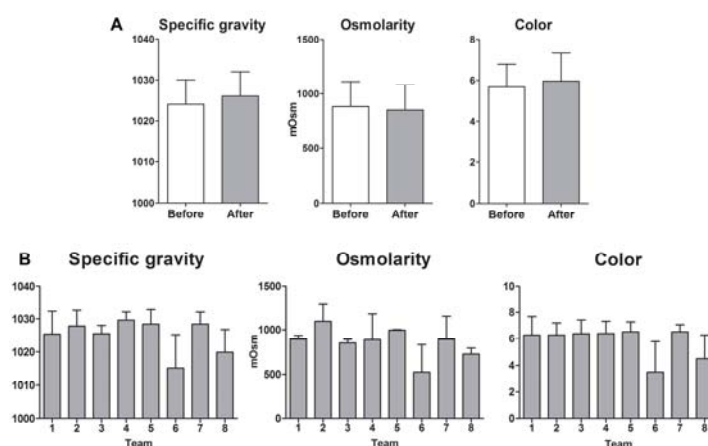 A
Specific gravity
1040
1030
1020
1010
1000
Before After
Osmolarity
mOsm
1500
1000
500
0
Before After
Color
8
6
4
2
0
Before After
B
Specific gravity
1040
1030
1020
1010
1000
1 2 3 4 5 6 7 8
Team
Osmolarity
mOsm
1500
1000
500
0
1 2 3 4 5 6 7 8
Team
Color
10
8
6
4
2
0
1 2 3 4 5 6 7 8
Team